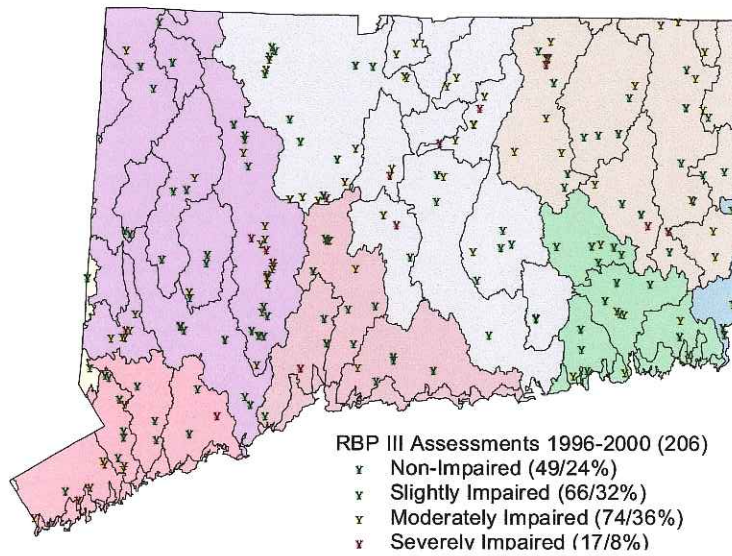 RBP III Assessments 1996-2000 (206)
Non-Impaired (49/24%)
Slightly Impaired (66/32%)
Moderately Impaired (74/36%)
Severely Impaired (17/8%)